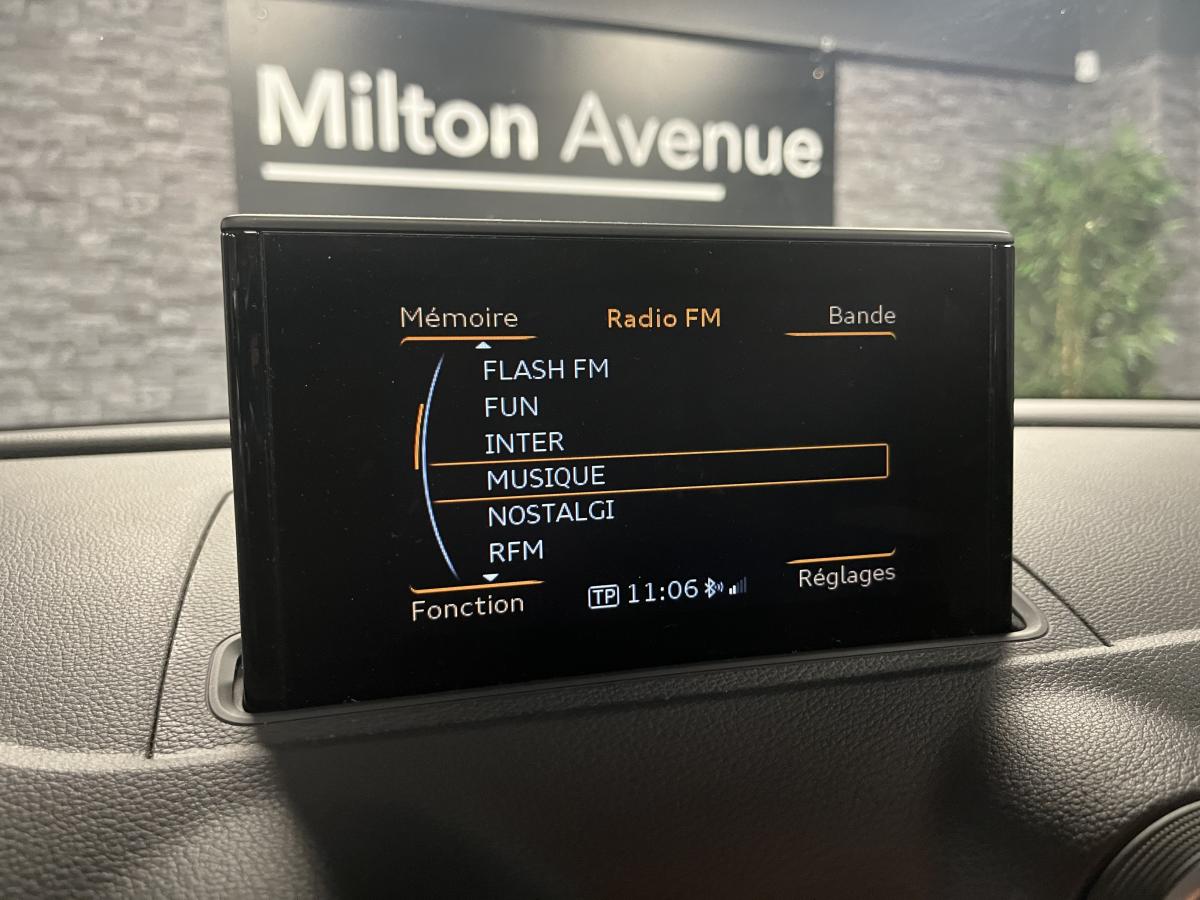 Milton Avenue
Mémoire
Radio FM
Bande
FLASH FM
FUN
INTER
MUSIQUE
NOSTALGI
RFM
Fonction
TP 11:06
Réglages